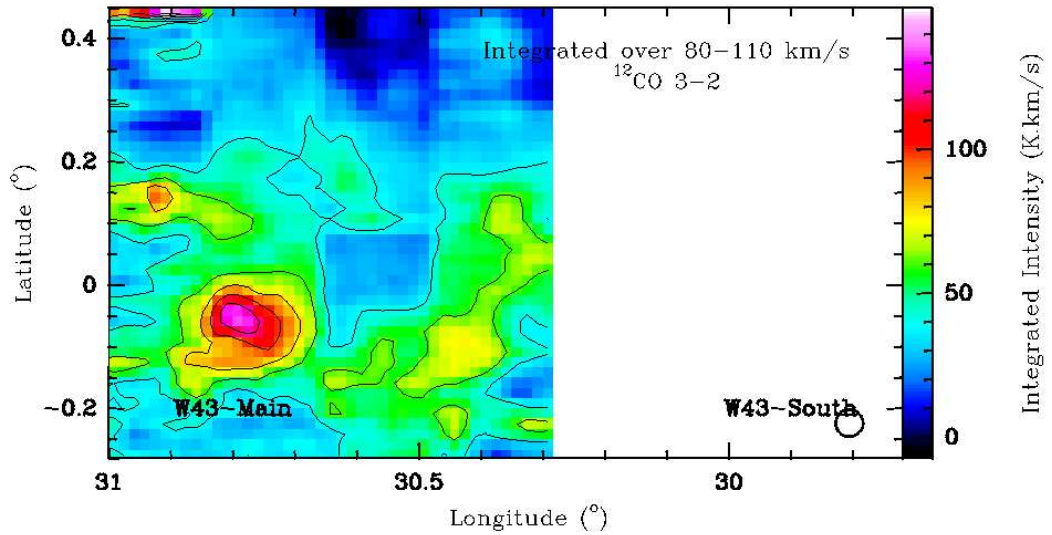 0.4
0.2
0
−0.2
Latitude (°)
Integrated over 80−110 km/s
¹²CO 3−2
W43−Main
W43−South
31
30.5
30
Longitude (°)
100
50
0
Integrated Intensity (K.km/s)